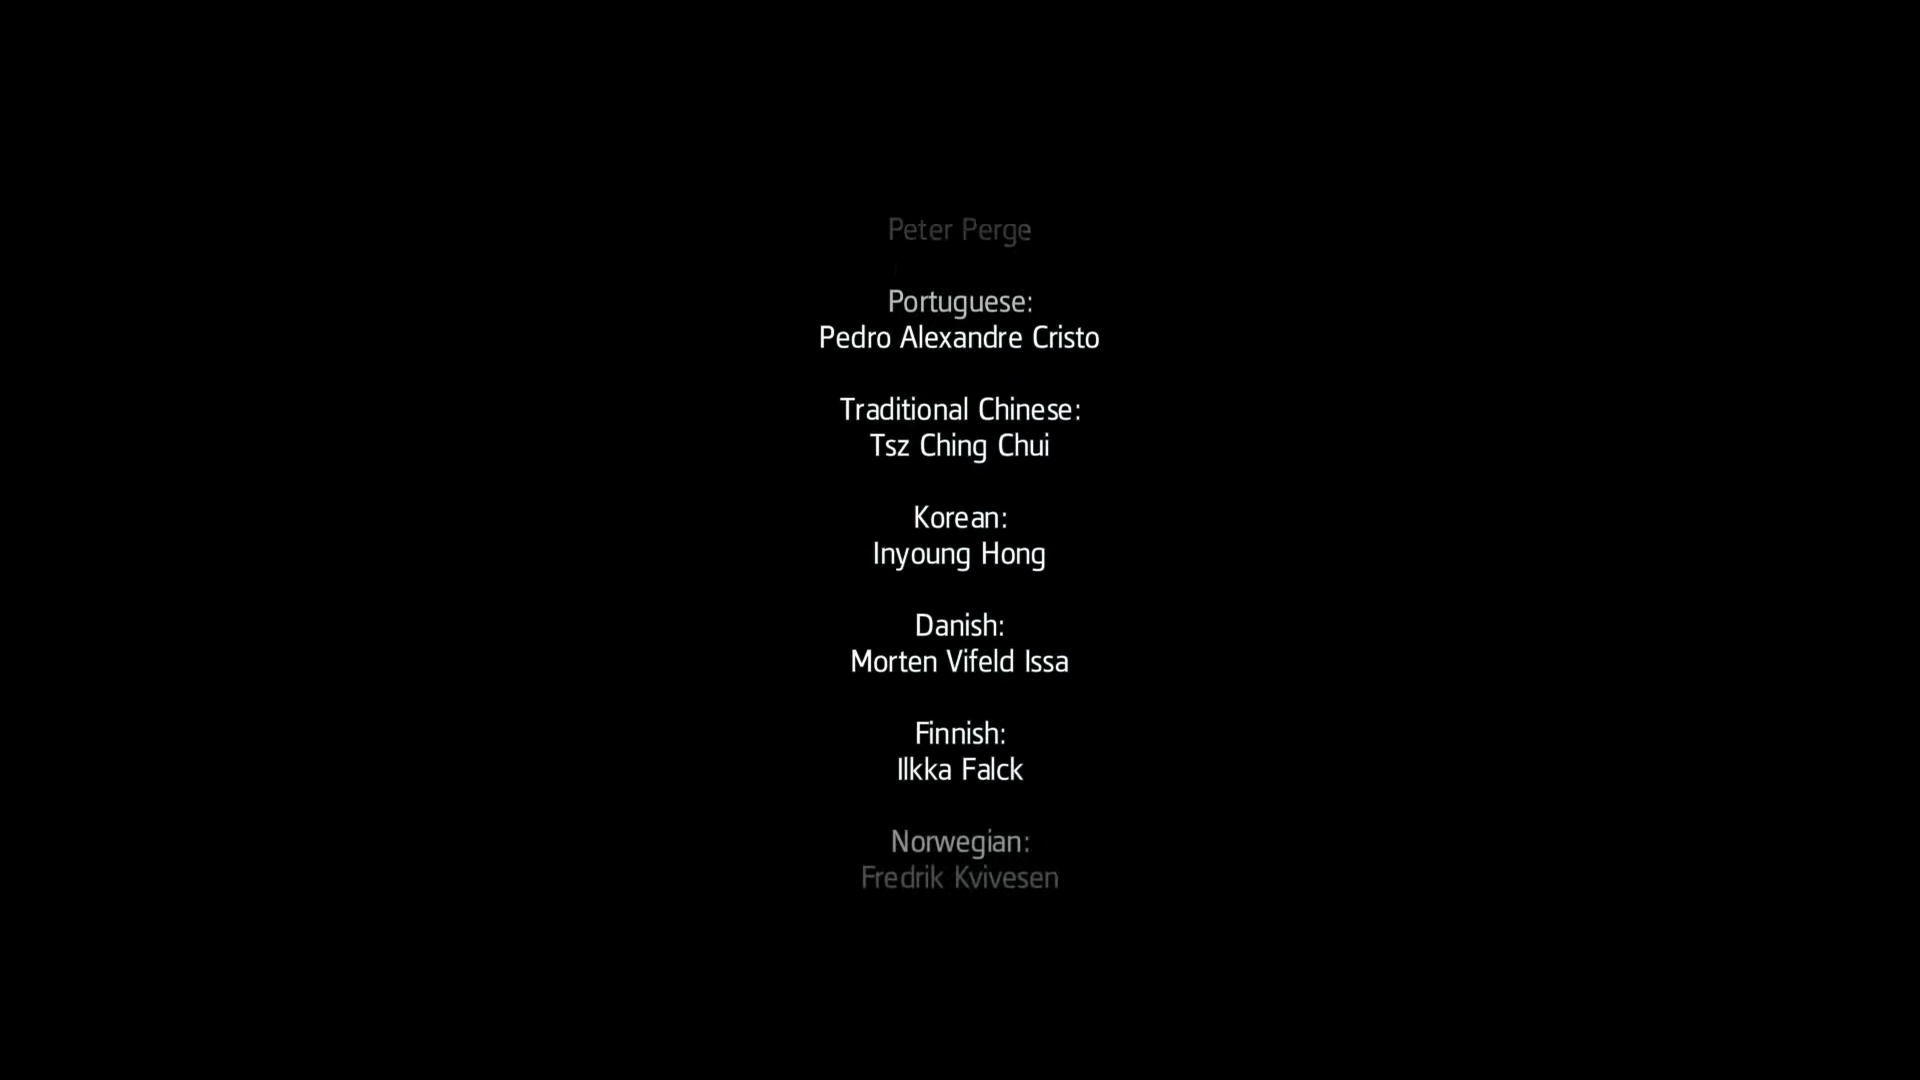 Peter Perge
Portuguese:
Pedro Alexandre Cristo
Traditional Chinese:
Tsz Ching Chui
Korean:
Inyoung Hong
Danish:
Morten Vifeld Issa
Finnish:
Ilkka Falck
Norwegian:
Fredrik Kvivesen